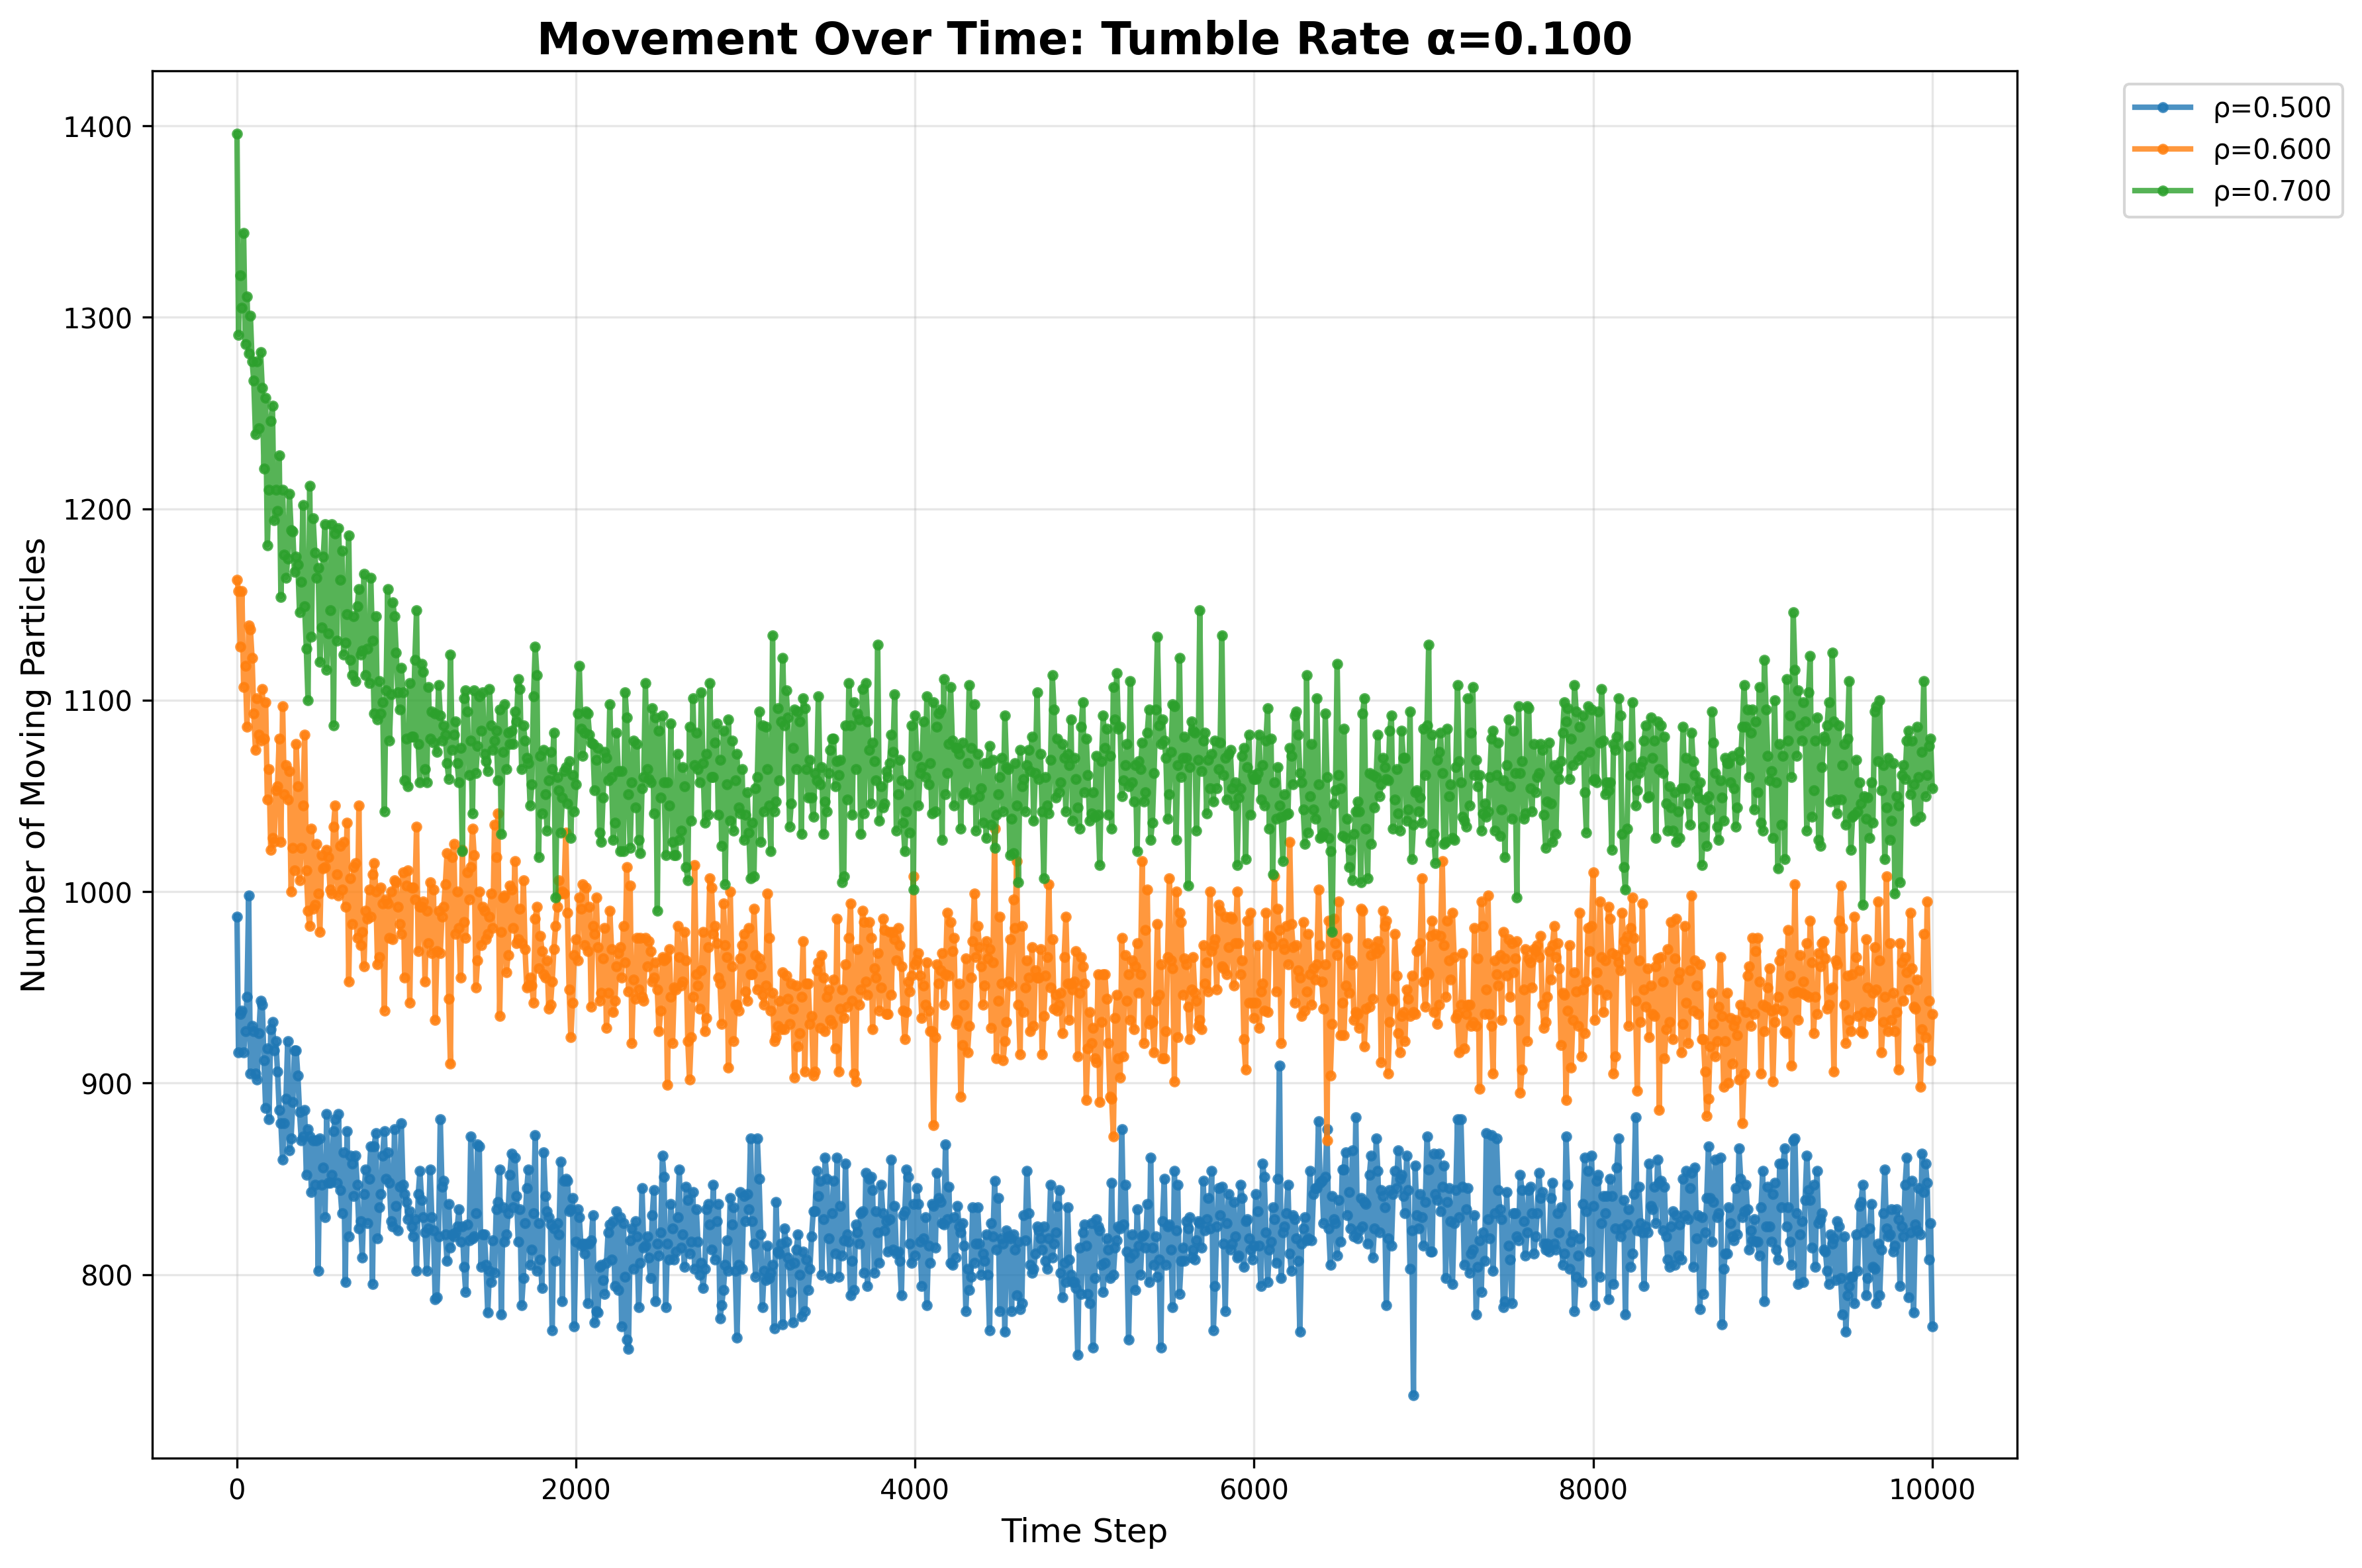 Movement Over Time: Tumble Rate α=0.100
ρ=0.500
ρ=0.600
ρ=0.700
Number of Moving Particles
1400
1300
1200
1100
1000
900
800
0
2000
4000
6000
8000
10000
Time Step